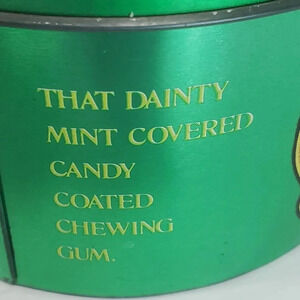 THAT DAINTY
MINT COVERED
CANDY
COATED
CHEWING
GUM.